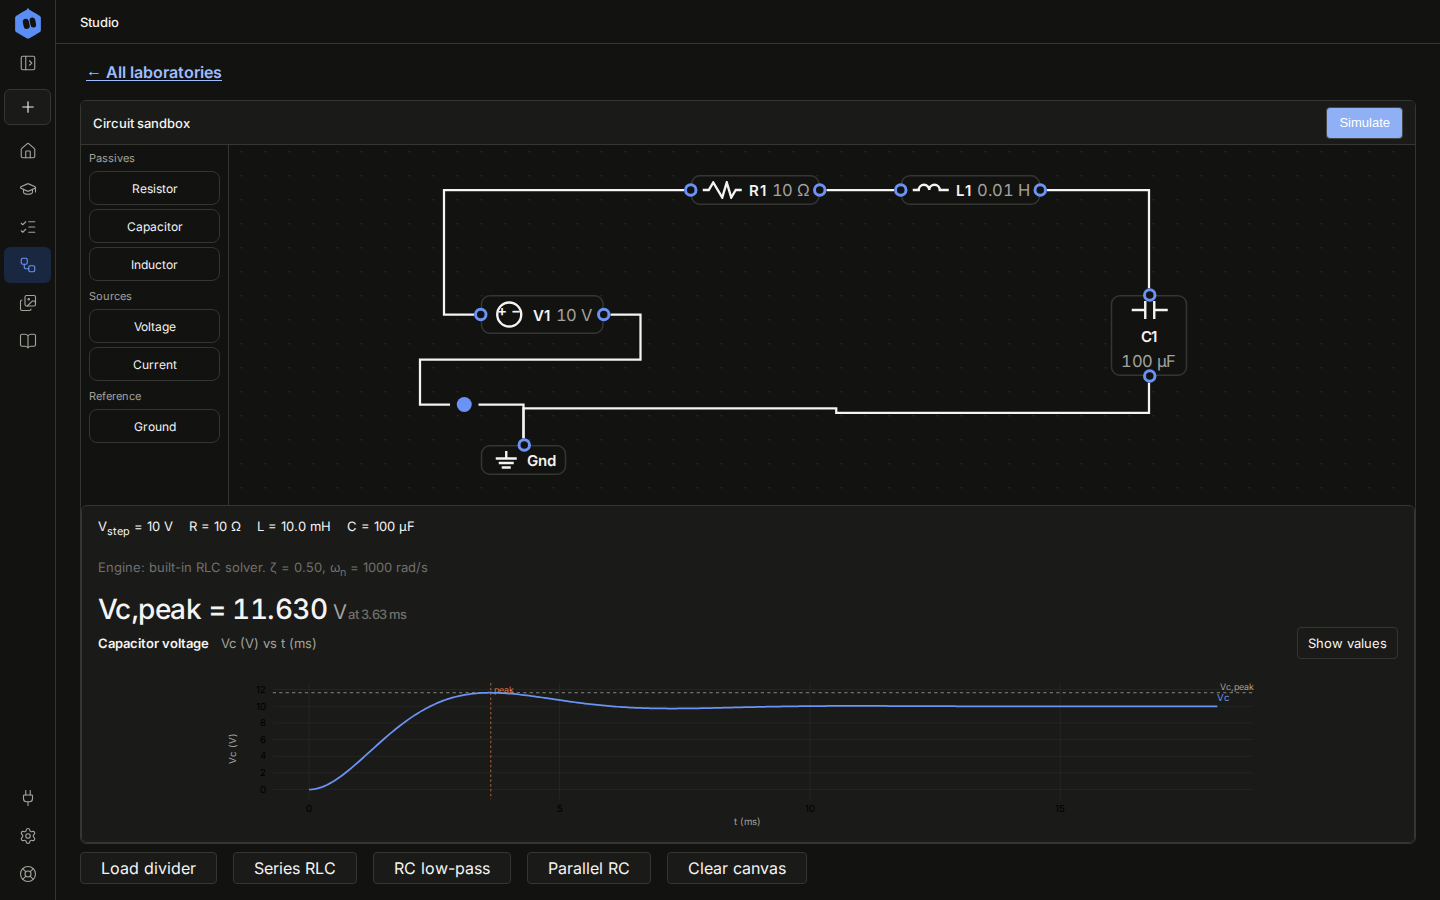 Studio
← All laboratories
Circuit sandbox
Simulate
Passives
Resistor
Capacitor
Inductor
Sources
Voltage
Current
Reference
Ground
R1 10 Ω
L1 0.01 H
V1 10 V
C1
100 μF
Gnd
Vstep = 10 V R = 10 Ω L = 10.0 mH C = 100 μF
Engine: built-in RLC solver. ζ = 0.50, ωn = 1000 rad/s
Vc,peak = 11.630 V at 3.63 ms
Capacitor voltage Vc (V) vs t (ms)
Show values
12
10
8
6
4
2
0
Vc (V)
peak
Vc,peak
Vc
0
5
10
15
t (ms)
Load divider
Series RLC
RC low-pass
Parallel RC
Clear canvas